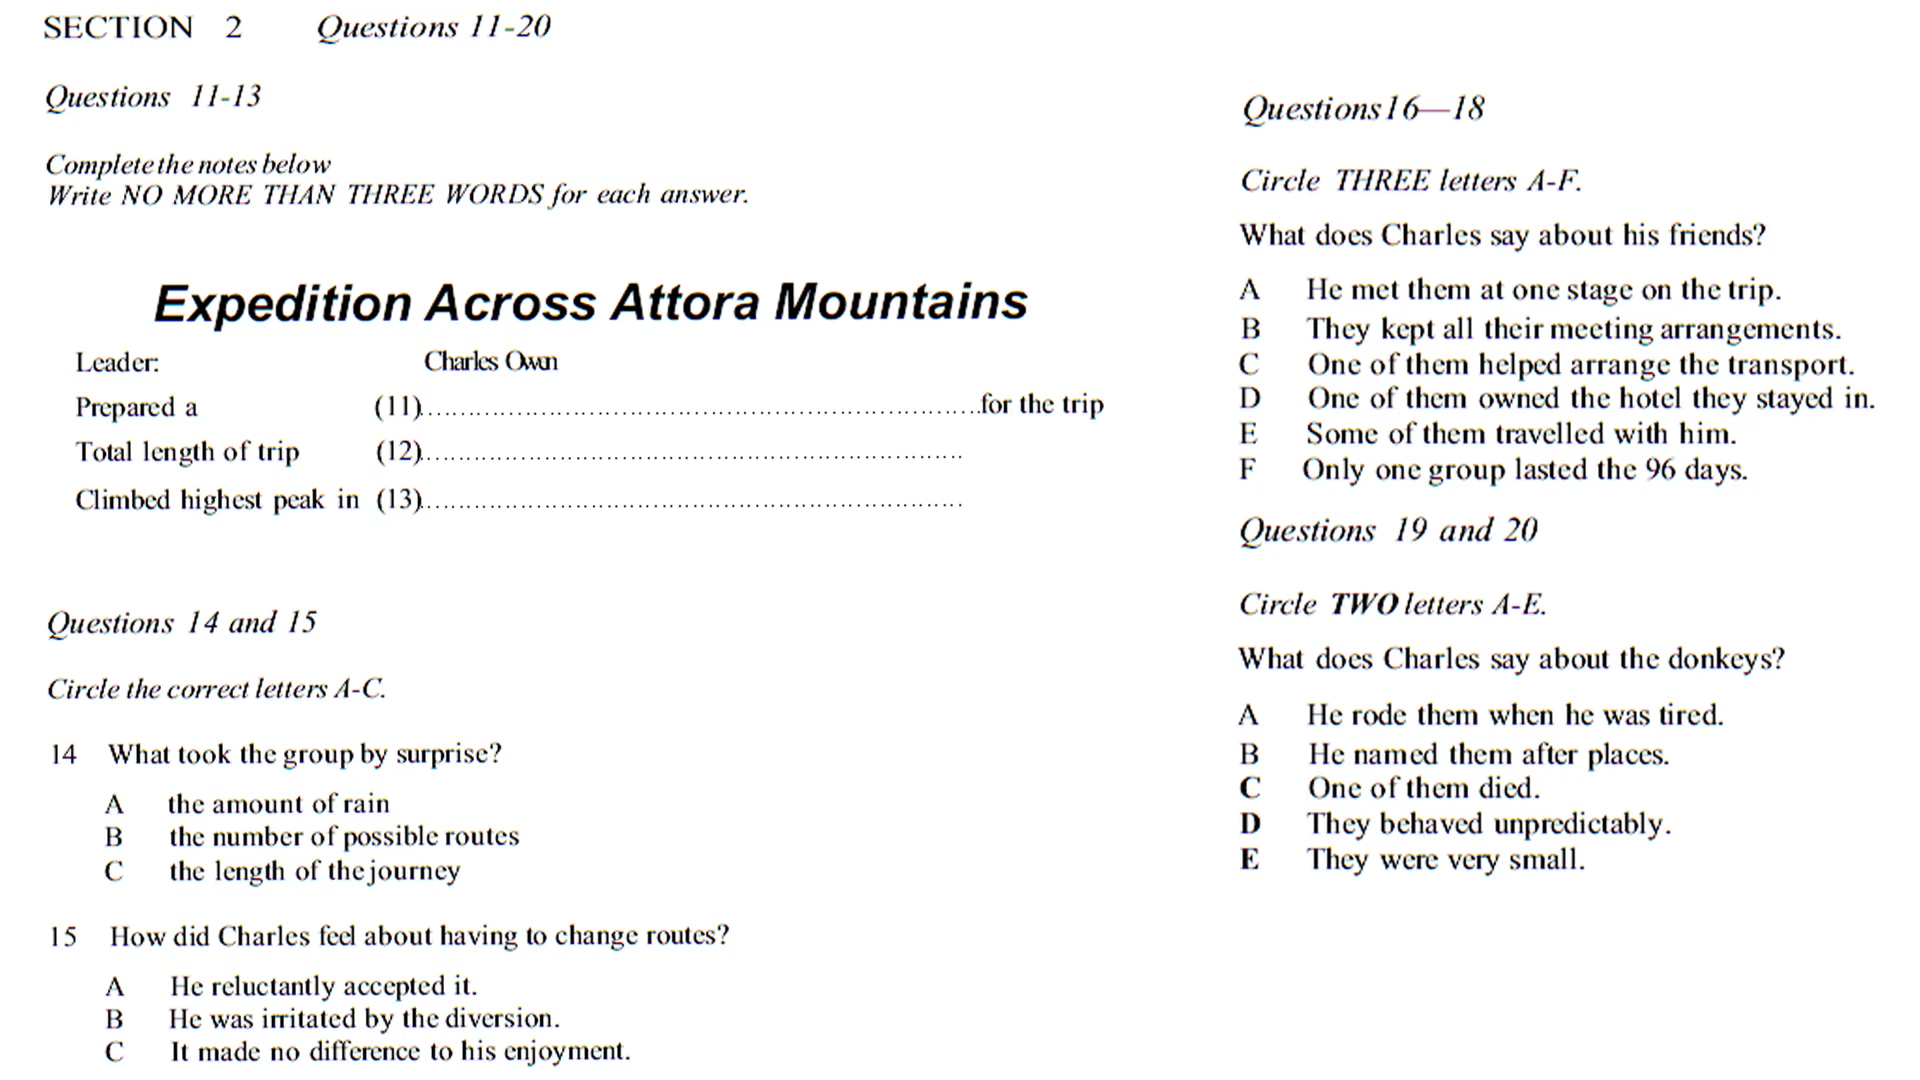 SECTION 2 Questions 11-20
Questions 11-13
Complete the notes below
Write NO MORE THAN THREE WORDS for each answer.
Expedition Across Attora Mountains
Leader: Charles Owen
Prepared a (11)........................................for the trip
Total length of trip (12)........................................
Climbed highest peak in (13)........................................
Questions 14 and 15
Circle the correct letters A-C.
14 What took the group by surprise?
A the amount of rain
B the number of possible routes
C the length of the journey
15 How did Charles feel about having to change routes?
A He reluctantly accepted it.
B He was irritated by the diversion.
C It made no difference to his enjoyment.
Questions 16—18
Circle THREE letters A-F.
What does Charles say about his friends?
A He met them at one stage on the trip.
B They kept all their meeting arrangements.
C One of them helped arrange the transport.
D One of them owned the hotel they stayed in.
E Some of them travelled with him.
F Only one group lasted the 96 days.
Questions 19 and 20
Circle TWO letters A-E.
What does Charles say about the donkeys?
A He rode them when he was tired.
B He named them after places.
C One of them died.
D They behaved unpredictably.
E They were very small.